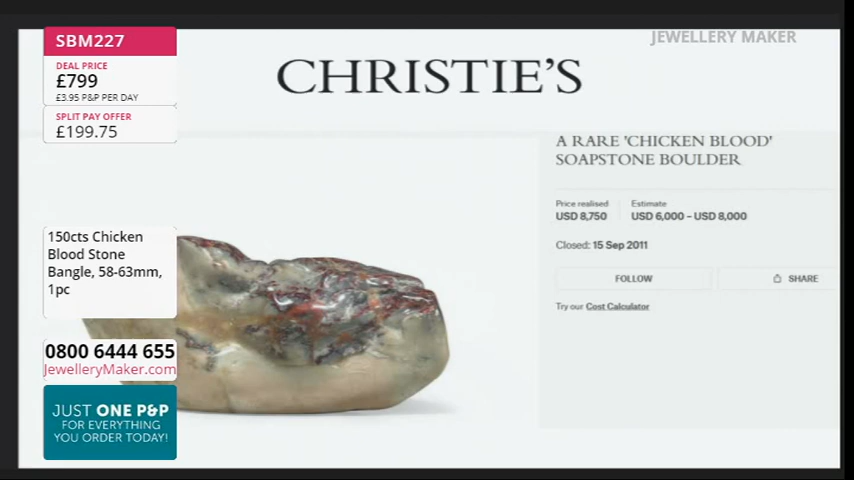 SBM227
DEAL PRICE
£799
£3.95 P&P PER DAY
SPLIT PAY OFFER
£199.75
150cts Chicken
Blood Stone
Bangle, 58-63mm,
1pc
0800 6444 655
JewelleryMaker.com
JUST ONE P&P
FOR EVERYTHING
YOU ORDER TODAY!
JEWELLERY MAKER
CHRISTIE'S
A RARE 'CHICKEN BLOOD'
SOAPSTONE BOULDER
Price realised Estimate
USD 8,750 USD 6,000 – USD 8,000
Closed: 15 Sep 2011
FOLLOW SHARE
Try our Cost Calculator